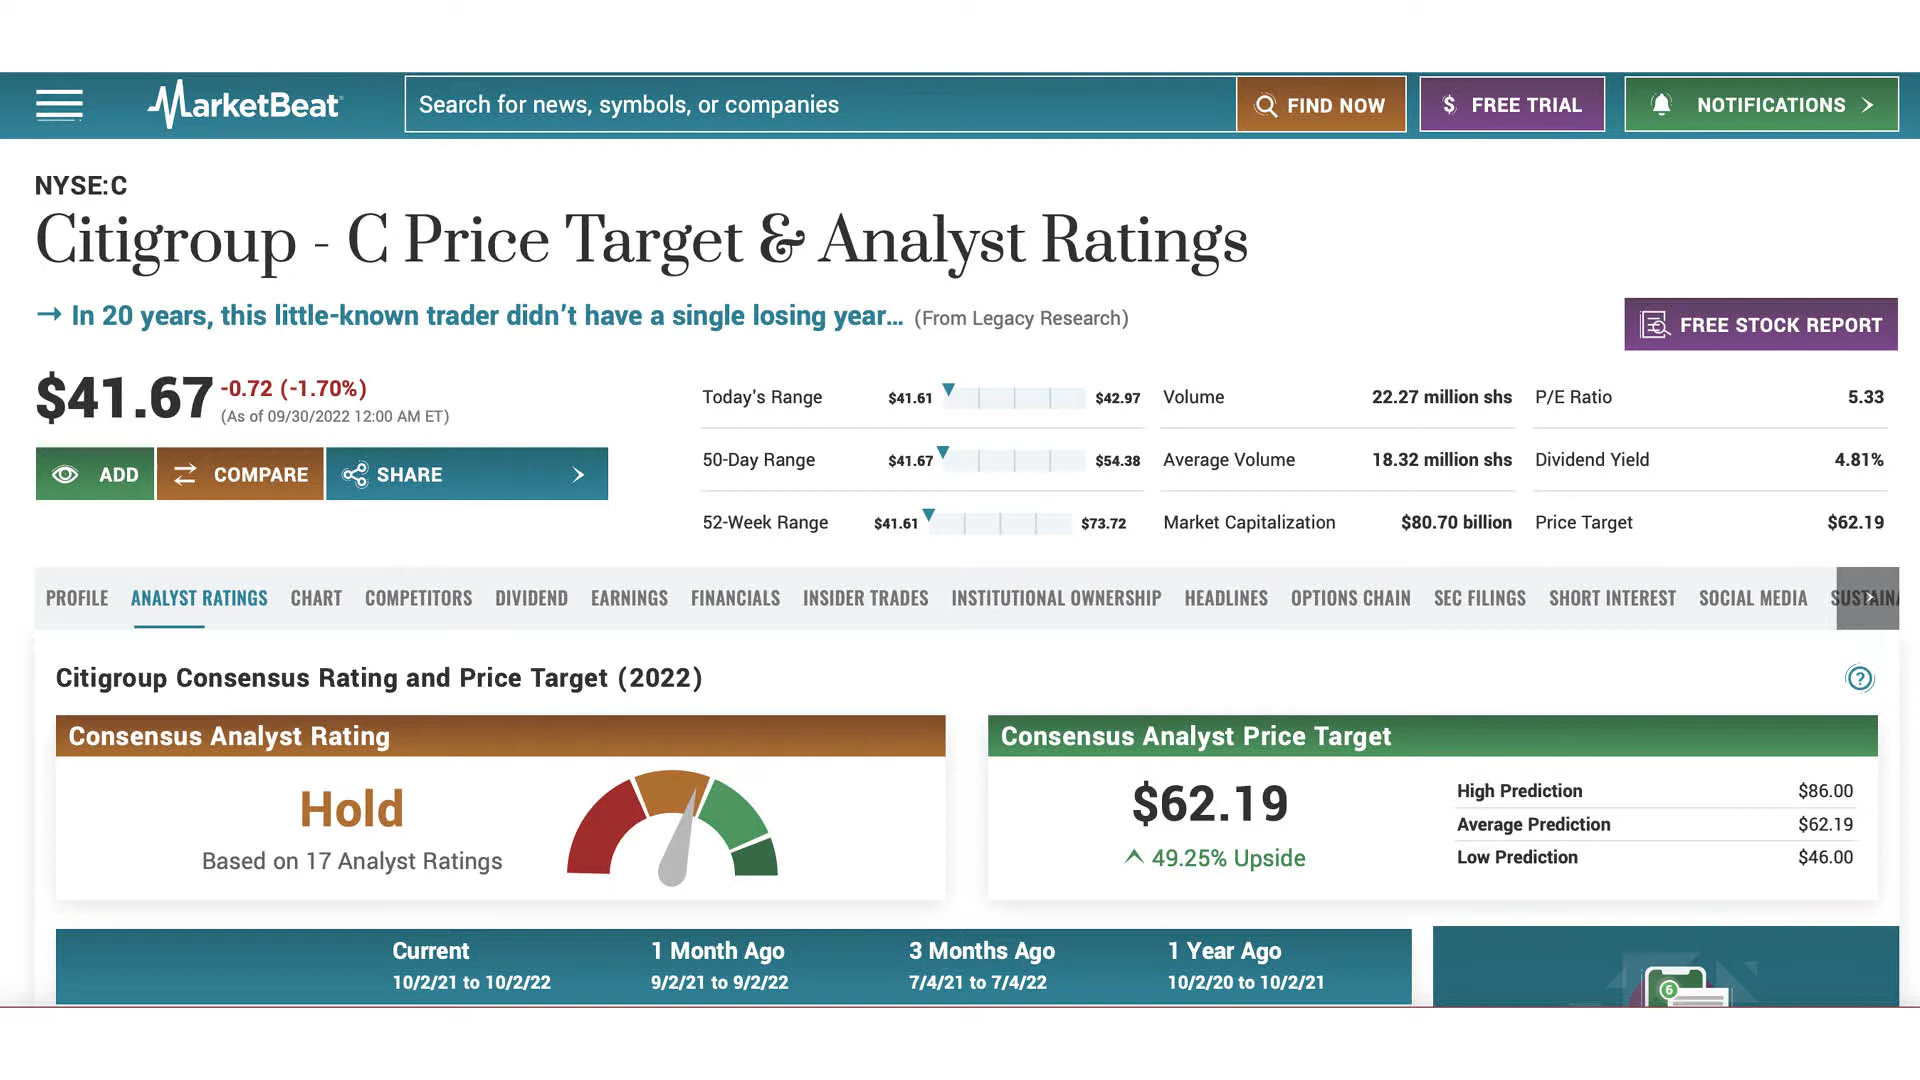 MarketBeat
Search for news, symbols, or companies
FIND NOW
$ FREE TRIAL
NOTIFICATIONS
NYSE:C
Citigroup - C Price Target & Analyst Ratings
→ In 20 years, this little-known trader didn't have a single losing year... (From Legacy Research)
FREE STOCK REPORT
$41.67 -0.72 (-1.70%)
(As of 09/30/2022 12:00 AM ET)
ADD
COMPARE
SHARE
Today's Range $41.61 $42.97
Volume 22.27 million shs
P/E Ratio 5.33
50-Day Range $41.67 $54.38
Average Volume 18.32 million shs
Dividend Yield 4.81%
52-Week Range $41.61 $73.72
Market Capitalization $80.70 billion
Price Target $62.19
PROFILE ANALYST RATINGS CHART COMPETITORS DIVIDEND EARNINGS FINANCIALS INSIDER TRADES INSTITUTIONAL OWNERSHIP HEADLINES OPTIONS CHAIN SEC FILINGS SHORT INTEREST SOCIAL MEDIA
Citigroup Consensus Rating and Price Target (2022)
?
Consensus Analyst Rating
Hold
Based on 17 Analyst Ratings
Consensus Analyst Price Target
$62.19
49.25% Upside
High Prediction $86.00
Average Prediction $62.19
Low Prediction $46.00
Current 1 Month Ago 3 Months Ago 1 Year Ago
10/2/21 to 10/2/22 9/2/21 to 9/2/22 7/4/21 to 7/4/22 10/2/20 to 10/2/21
6